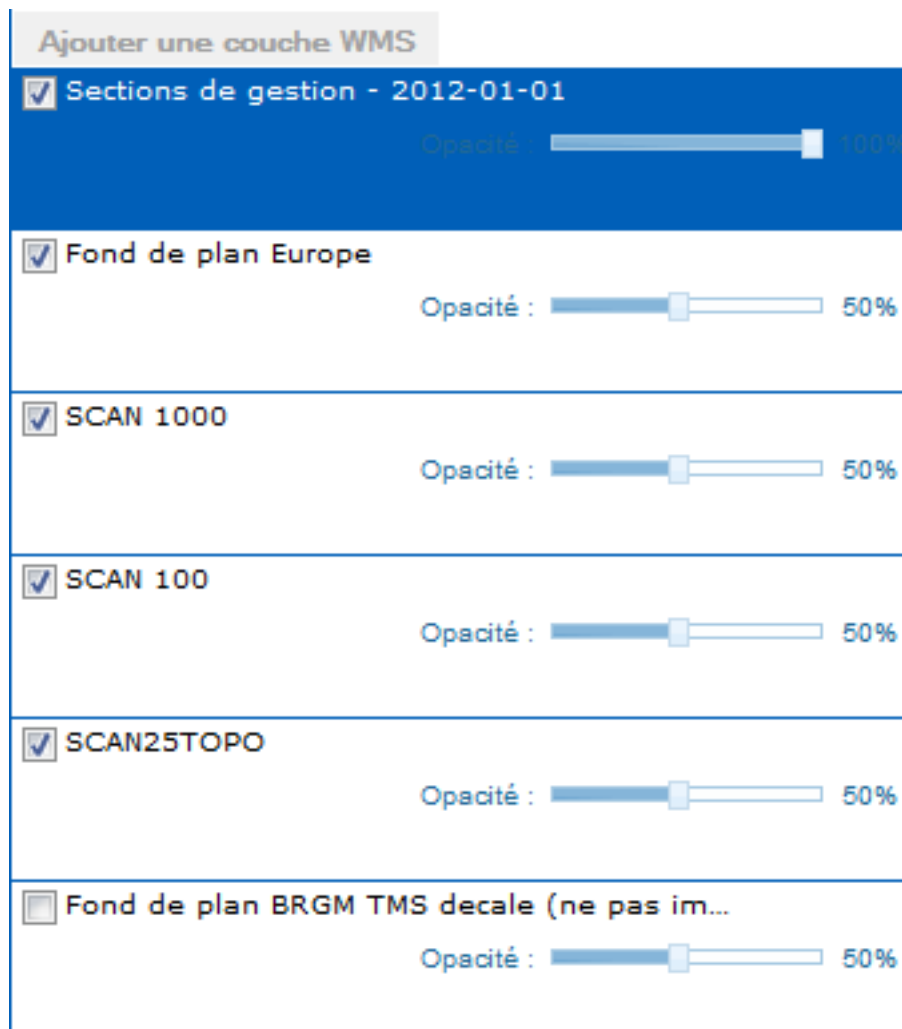 Ajouter une couche WMS
Sections de gestion - 2012-01-01
Opacité : 100%
Fond de plan Europe
Opacité : 50%
SCAN 1000
Opacité : 50%
SCAN 100
Opacité : 50%
SCAN25TOPO
Opacité : 50%
Fond de plan BRGM TMS decale (ne pas im...
Opacité : 50%